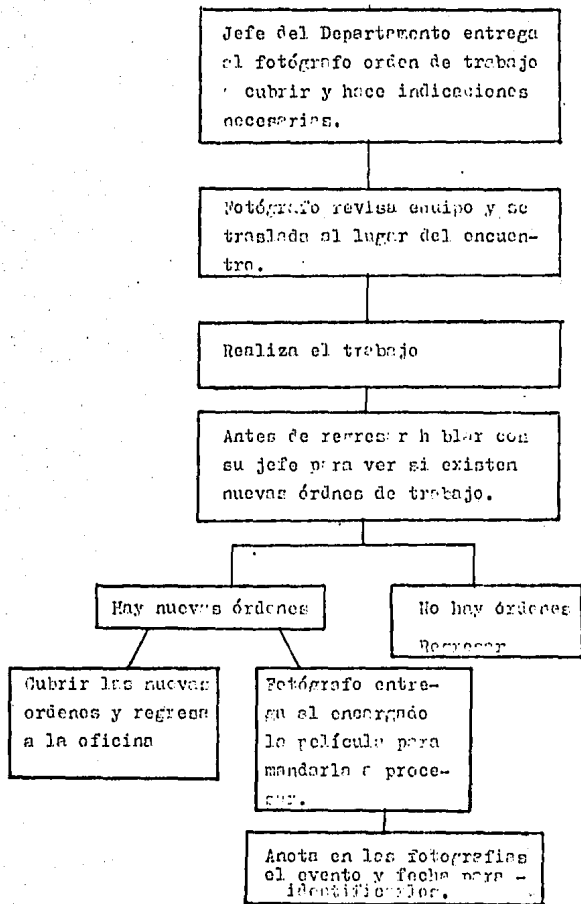 Jefe del Departamento entrega
al fotógrafo orden de trabajo
a cubrir y hace indicaciones
necesarias.
Fotógrafo revisa equipo y se
traslada al lugar del encuen-
tro.
Realiza el trabajo
Antes de regresar hablar con
su jefe para ver si existen
nuevas órdnes de trabajo.
Hay nuevas órdenes
No hay órdenes
Regresar
Cubrir las nuevas
ordenes y regresa
a la oficina
Fotógrafo entre-
ga al encargado
la película para
mandarla a proce-
sar.
Anota en las fotografías
el evento y fecha para -
identificarlas.